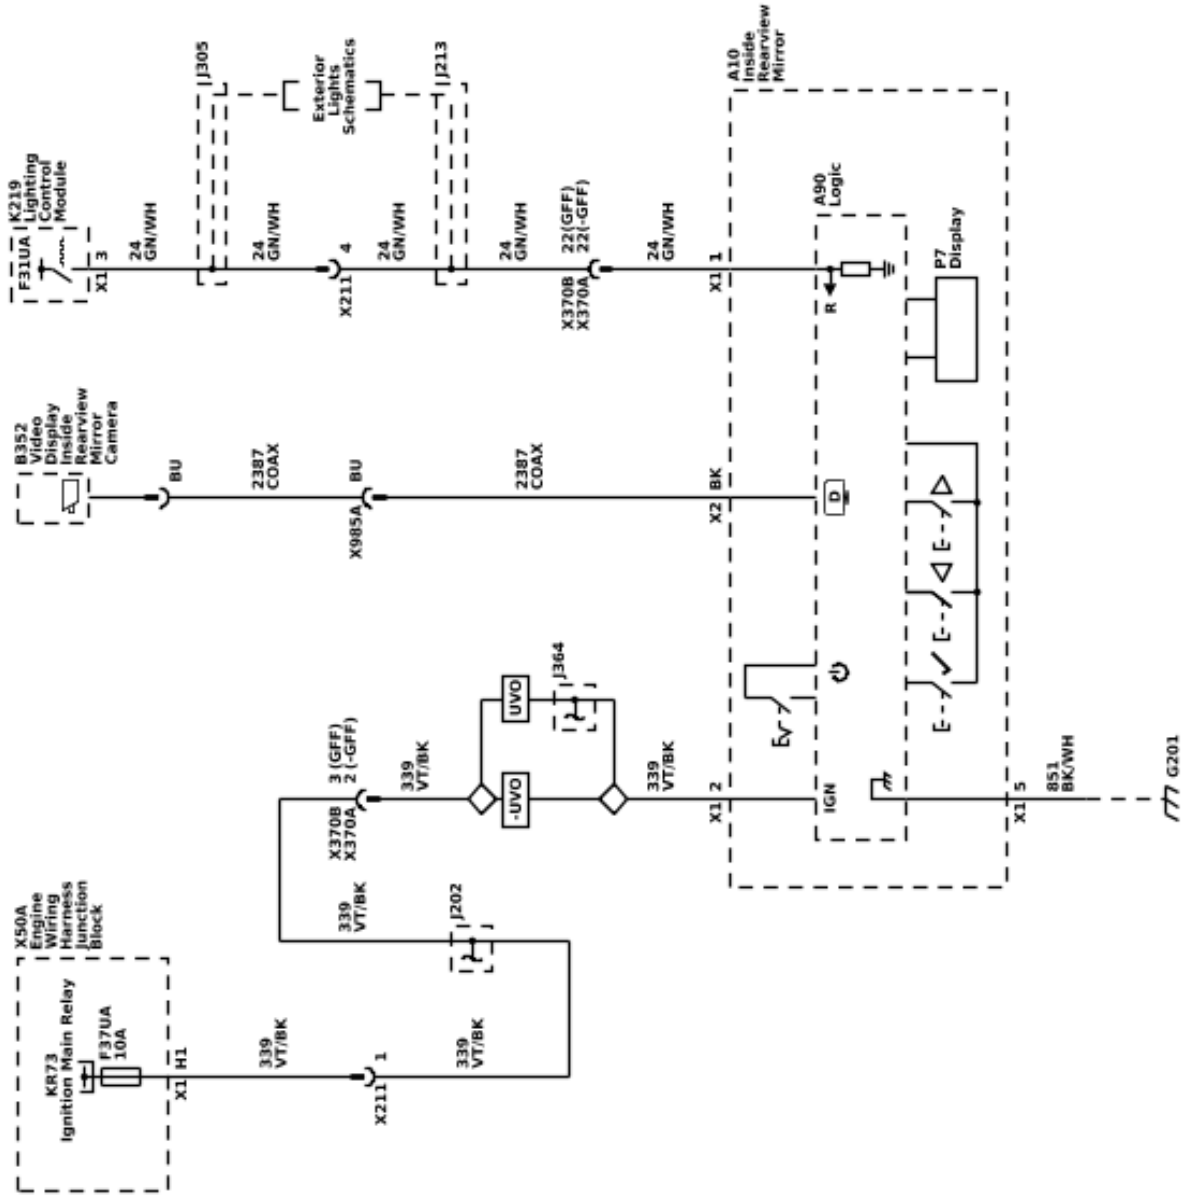 X50A
Engine
Wiring
Harness
Junction
Block
KR73
Ignition Main Relay
F37UA
10A
X1 H1
339
VT/BK
X211 1
339
VT/BK
J202
339
VT/BK
X370B 3 (GFF)
X370A 2 (-GFF)
339
VT/BK
-UVO
UVO
J364
339
VT/BK
X1 2
IGN
X1 5
851
BK/WH
G201
B352
Video
Display
Inside
Rearview
Mirror
Camera
BU
2387
COAX
X985A BU
2387
COAX
X2 BK
D
K219
Lighting
Control
Module
F31UA
X1 3
24
GN/WH
J305
24
GN/WH
X211 4
24
GN/WH
Exterior
Lights
Schematics
J213
24
GN/WH
X370B 22(GFF)
X370A 22(-GFF)
24
GN/WH
X1 1
A10
Inside
Rearview
Mirror
A90
Logic
R
P7
Display